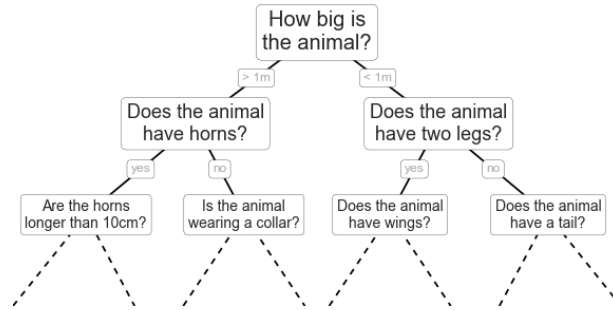 How big is
the animal?
> 1m
< 1m
Does the animal
have horns?
Does the animal
have two legs?
yes
no
yes
no
Are the horns
longer than 10cm?
Is the animal
wearing a collar?
Does the animal
have wings?
Does the animal
have a tail?